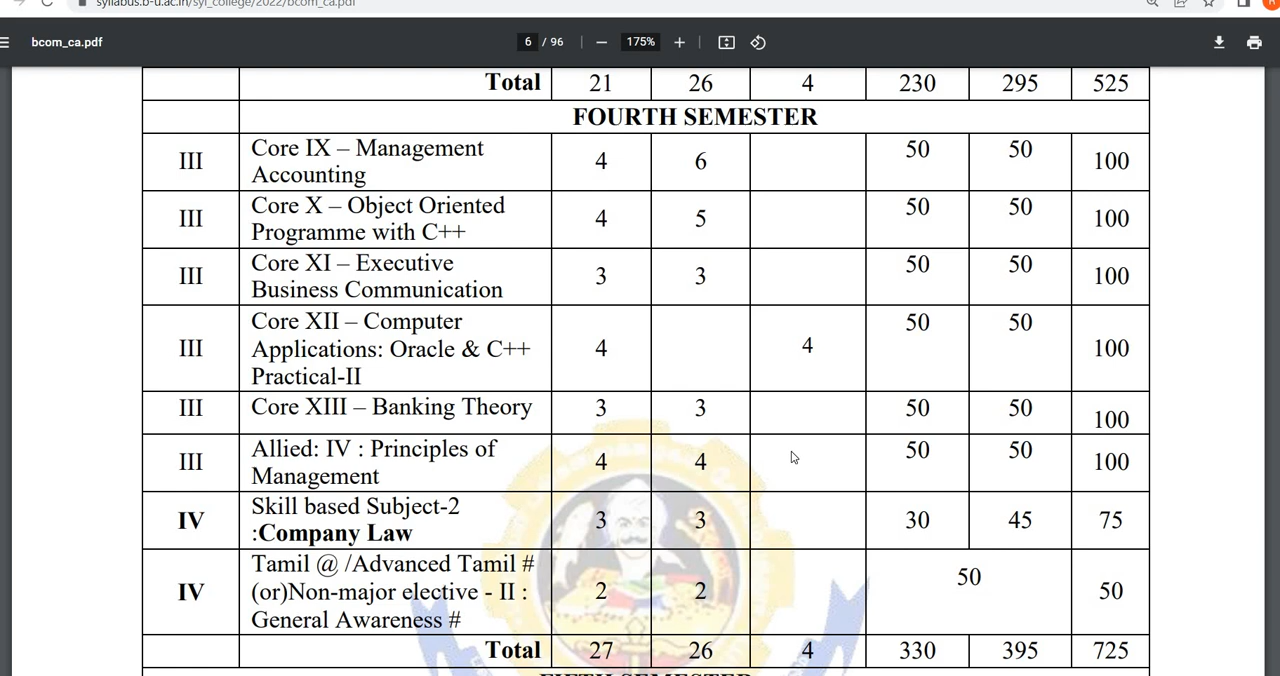 syllabus.b-u.ac.in/syl_college/2022/bcom_ca.pdf
bcom_ca.pdf 6 / 96 — 175% +
Total 21 26 4 230 295 525
FOURTH SEMESTER
III Core IX – Management Accounting 4 6 50 50 100
III Core X – Object Oriented Programme with C++ 4 5 50 50 100
III Core XI – Executive Business Communication 3 3 50 50 100
III Core XII – Computer Applications: Oracle & C++ Practical-II 4 4 50 50 100
III Core XIII – Banking Theory 3 3 50 50 100
III Allied: IV : Principles of Management 4 4 50 50 100
IV Skill based Subject-2 :Company Law 3 3 30 45 75
IV Tamil @ /Advanced Tamil # (or)Non-major elective - II : General Awareness # 2 2 50 50
Total 27 26 4 330 395 725
FIFTH SEMESTER